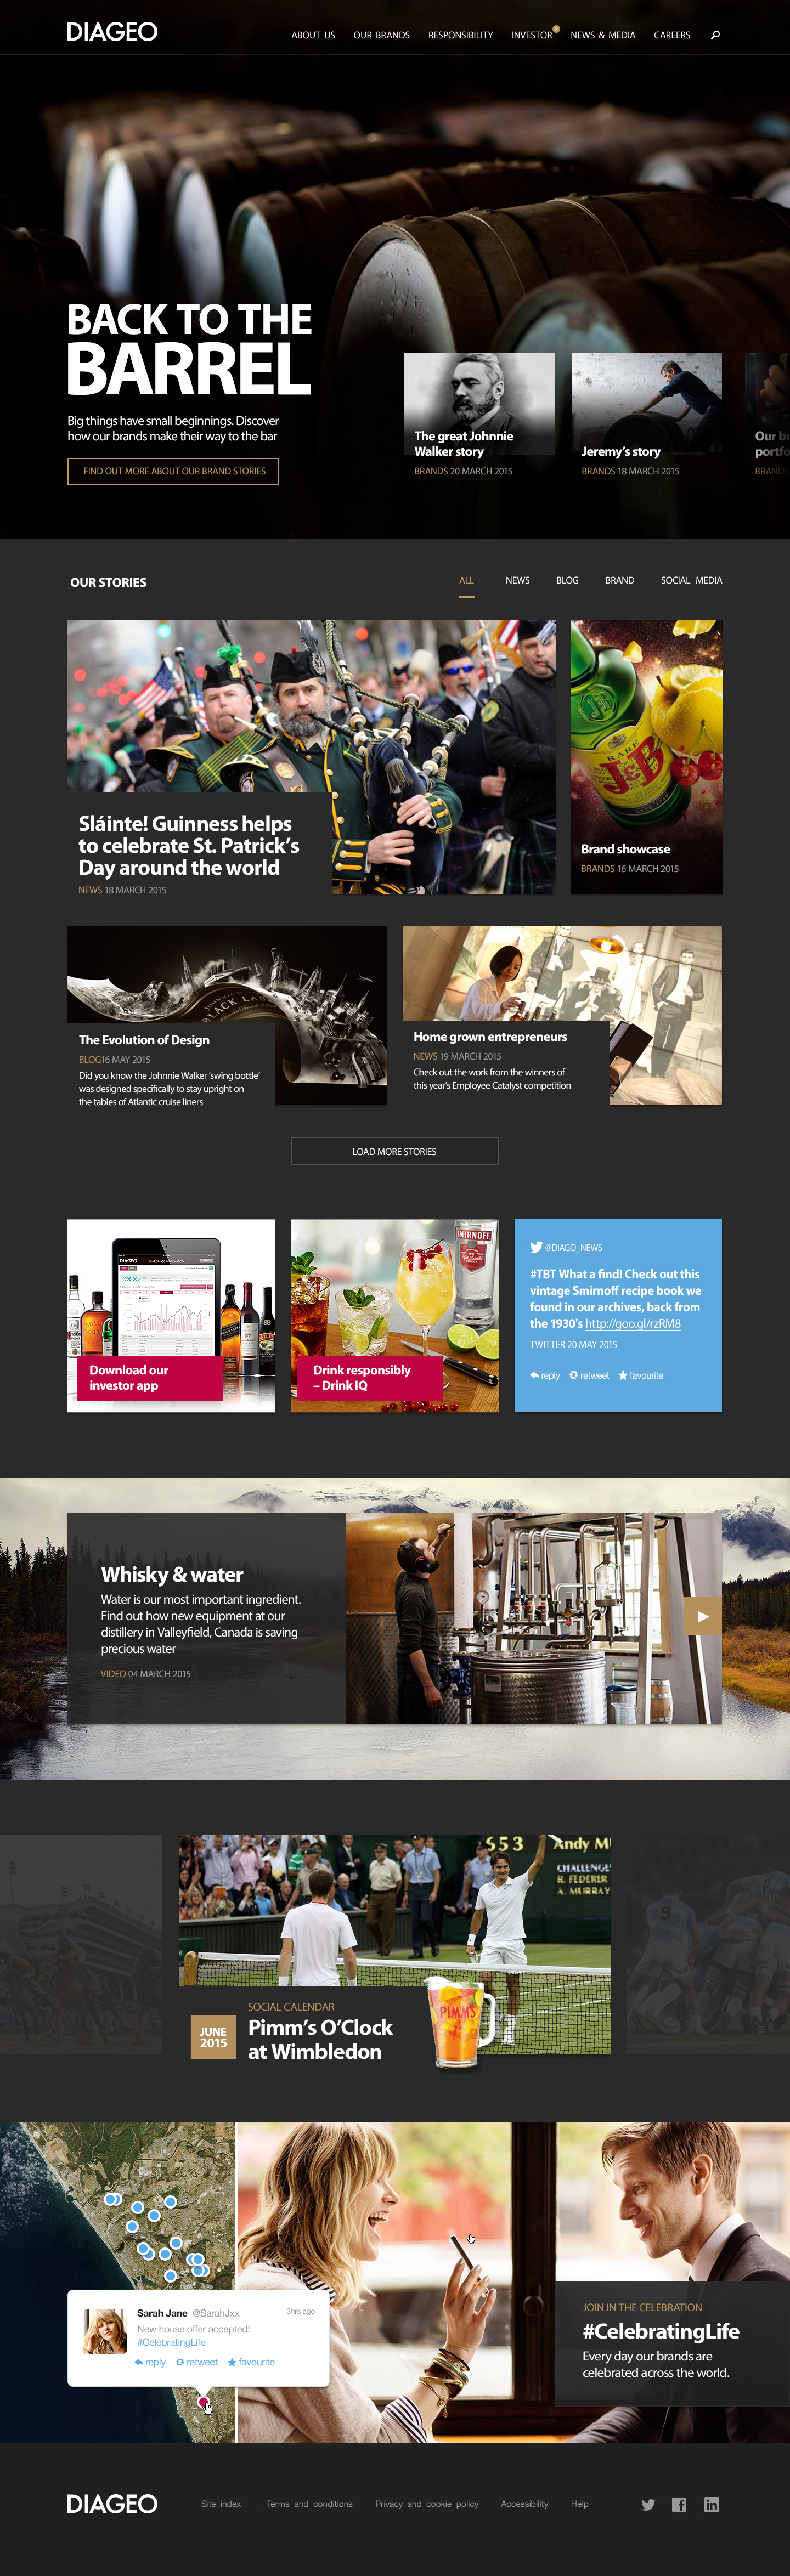 DIAGEO
ABOUT US
OUR BRANDS
RESPONSIBILITY
INVESTOR
2
NEWS & MEDIA
CAREERS
BACK TO THE
BARREL
Big things have small beginnings. Discover
how our brands make their way to the bar
FIND OUT MORE ABOUT OUR BRAND STORIES
The great Johnnie
Walker story
BRANDS 20 MARCH 2015
Jeremy’s story
BRANDS 18 MARCH 2015
Our b
portfo
BRANDS
OUR STORIES
ALL
NEWS
BLOG
BRAND
SOCIAL MEDIA
Sláinte! Guinness helps
to celebrate St. Patrick’s
Day around the world
NEWS 18 MARCH 2015
RARE
J&B
Brand showcase
BRANDS 16 MARCH 2015
BLACK LAB
The Evolution of Design
BLOG16 MAY 2015
Did you know the Johnnie Walker ‘swing bottle’
was designed specifically to stay upright on
the tables of Atlantic cruise liners
Home grown entrepreneurs
NEWS 19 MARCH 2015
Check out the work from the winners of
this year’s Employee Catalyst competition
LOAD MORE STORIES
DIAGEO
Download our
investor app
SMIRNOFF
Drink responsibly
– Drink IQ
@DIAGO_NEWS
#TBT What a find! Check out this
vintage Smirnoff recipe book we
found in our archives, back from
the 1930's http://goo.gl/rzRM8
TWITTER 20 MAY 2015
reply
retweet
favourite
Whisky & water
Water is our most important ingredient.
Find out how new equipment at our
distillery in Valleyfield, Canada is saving
precious water
VIDEO 04 MARCH 2015
653
Andy M
CHALLENGE
R. FEDERER
A. MURRAY
PIMM'S
JUNE
2015
SOCIAL CALENDAR
Pimm’s O’Clock
at Wimbledon
Sarah Jane @SarahJxx
3hrs ago
New house offer accepted!
#CelebratingLife
reply
retweet
favourite
JOIN IN THE CELEBRATION
#CelebratingLife
Every day our brands are
celebrated across the world.
DIAGEO
Site index
Terms and conditions
Privacy and cookie policy
Accessibility
Help